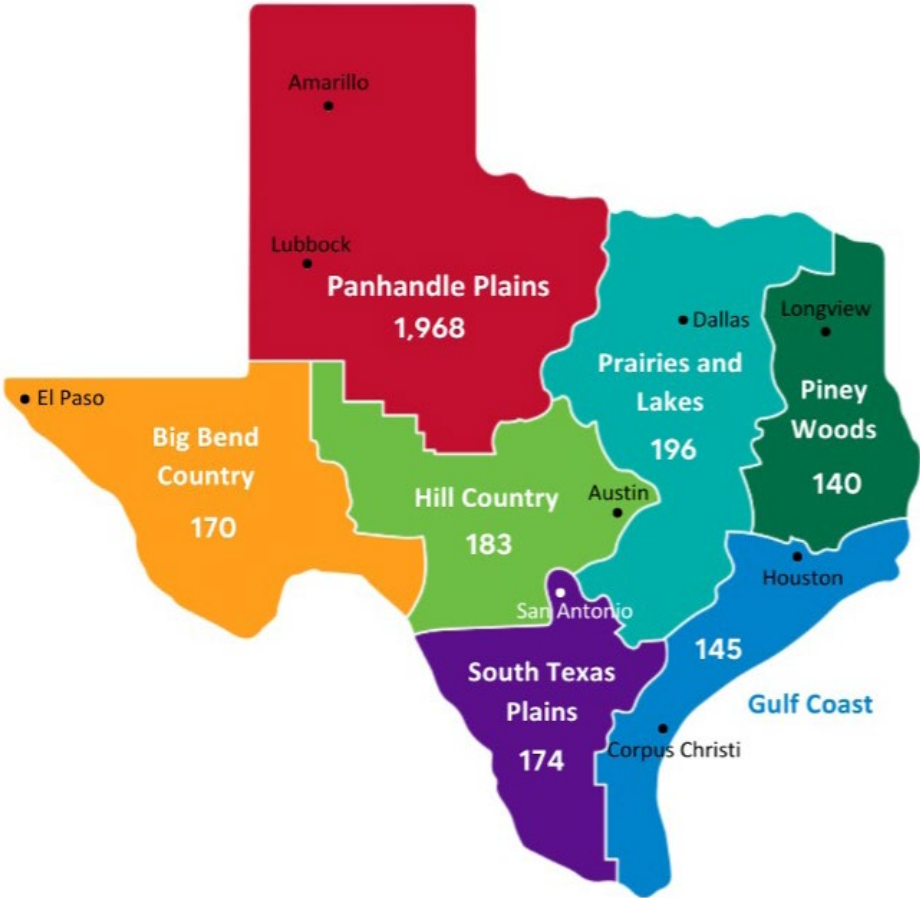 Amarillo
Lubbock
Panhandle Plains
1,968
Dallas
Longview
Prairies and
Lakes
196
Piney
Woods
140
El Paso
Big Bend
Country
170
Hill Country
183
Austin
Houston
San Antonio
145
South Texas
Plains
174
Gulf Coast
Corpus Christi